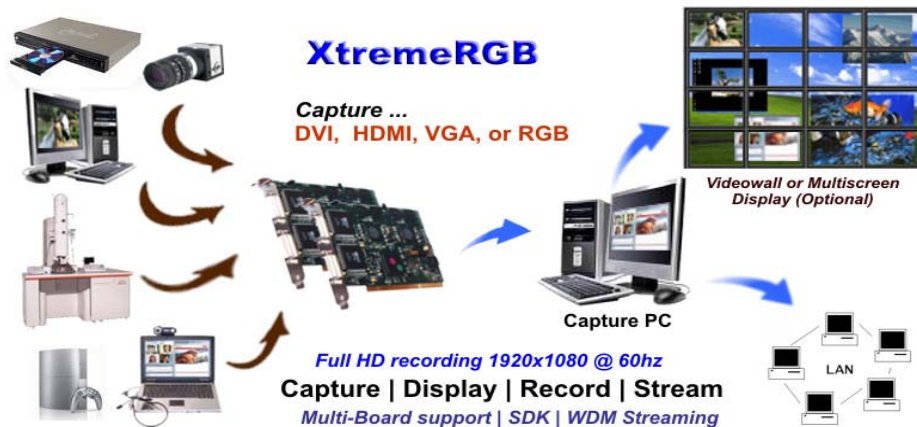 XtremeRGB
Capture ...
DVI, HDMI, VGA, or RGB
Videowall or Multiscreen
Display (Optional)
Capture PC
LAN
Full HD recording 1920x1080 @ 60hz
Capture | Display | Record | Stream
Multi-Board support | SDK | WDM Streaming